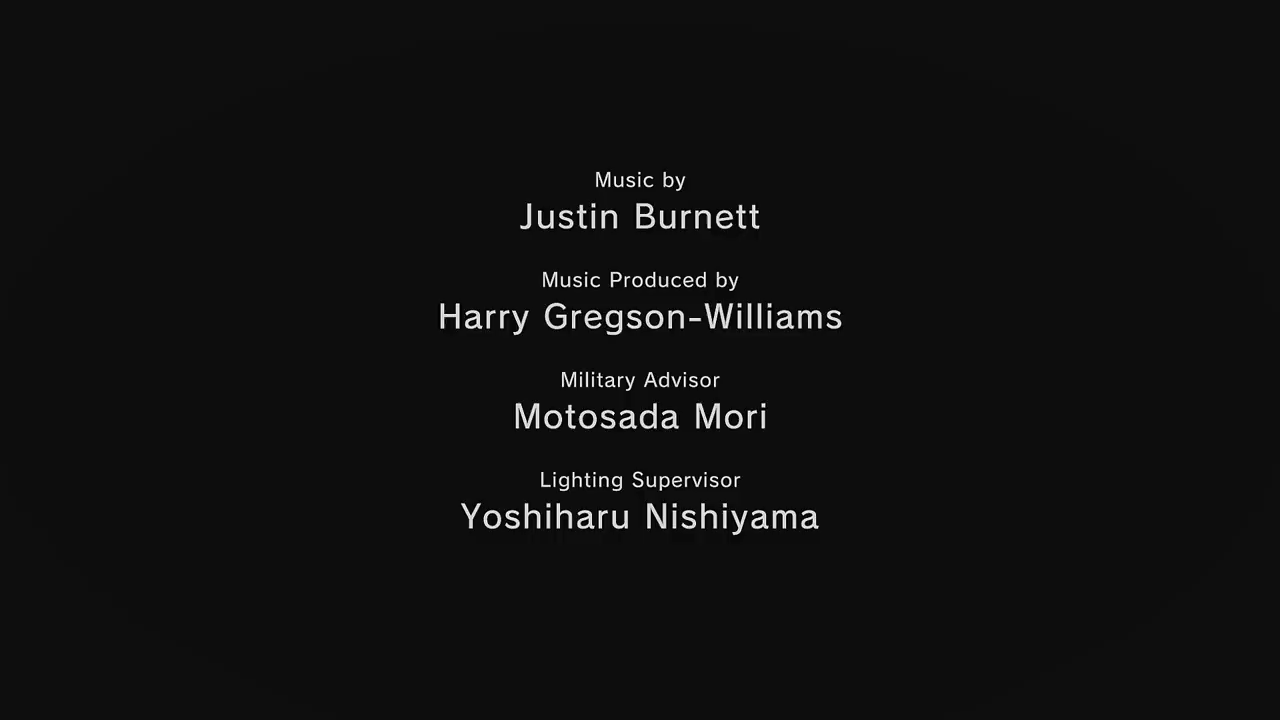 Music by
Justin Burnett
Music Produced by
Harry Gregson-Williams
Military Advisor
Motosada Mori
Lighting Supervisor
Yoshiharu Nishiyama